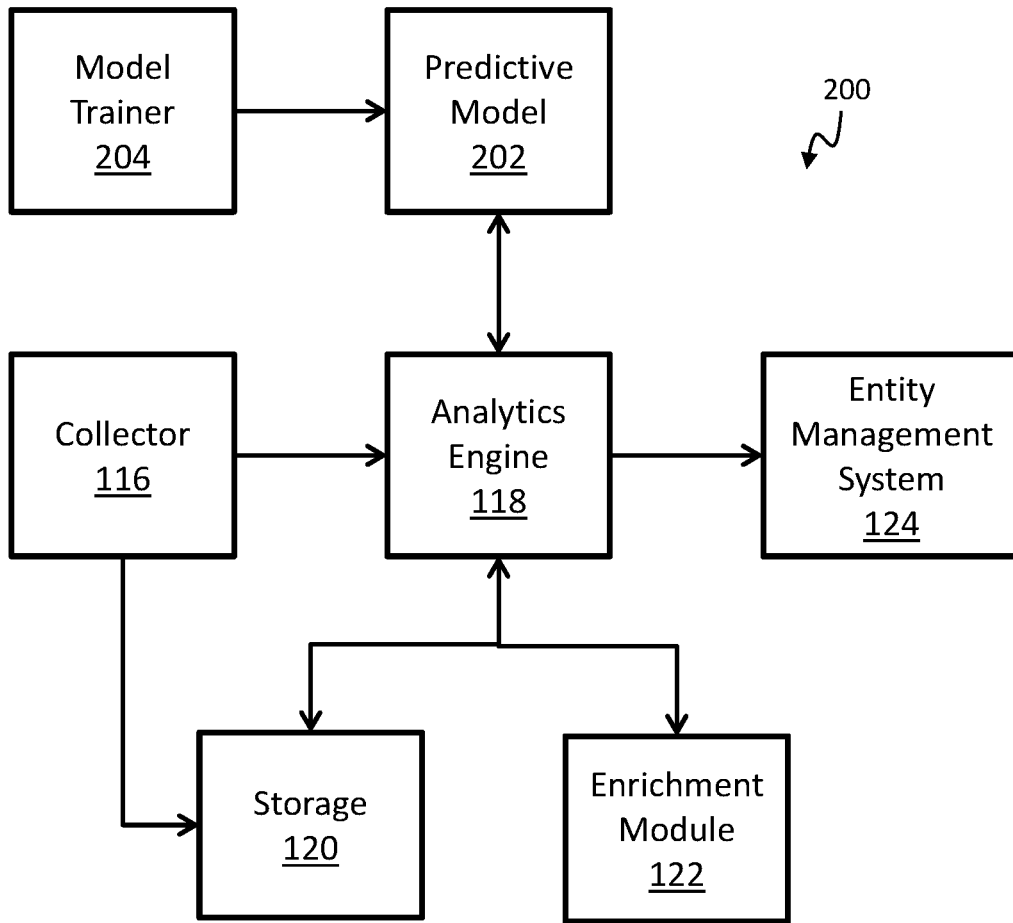 Model
Trainer
204
Predictive
Model
202
200
Collector
116
Analytics
Engine
118
Entity
Management
System
124
Storage
120
Enrichment
Module
122